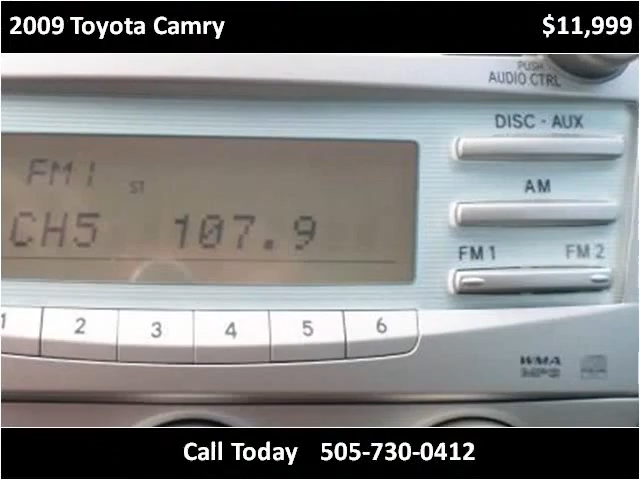 2009 Toyota Camry $11,999
PUSH
AUDIO CTRL
DISC - AUX
FM1 ST
AM
CH5 107.9
FM 1 FM 2
1 2 3 4 5 6
WMA
MP3
Call Today 505-730-0412